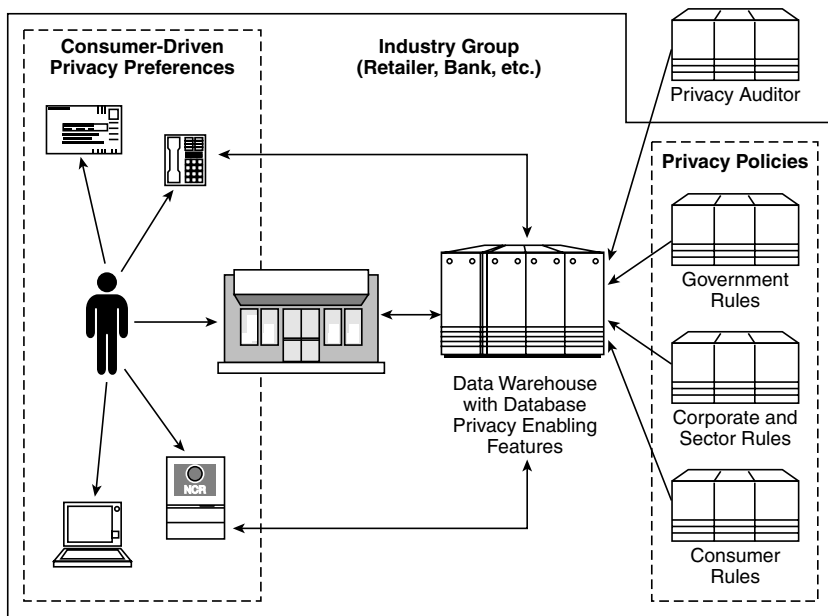 Consumer-Driven
Privacy Preferences
Industry Group
(Retailer, Bank, etc.)
Privacy Auditor
Privacy Policies
Government
Rules
Data Warehouse
with Database
Privacy Enabling
Features
Corporate and
Sector Rules
NCR
Consumer
Rules